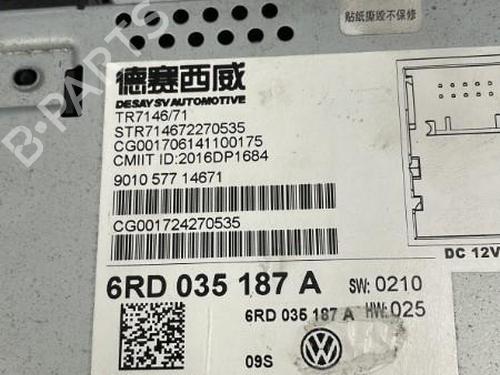 贴纸撕毁不保修
B-PARTS
德赛西威
DESAY SV AUTOMOTIVE
TR7146/71
STR714672270535
CG001706141100175
CMIIT ID:2016DP1684
9010 577 14671
CG001724270535
DC 12V
6RD 035 187 A SW: 0210
6RD 035 187 A HW: 025
09S